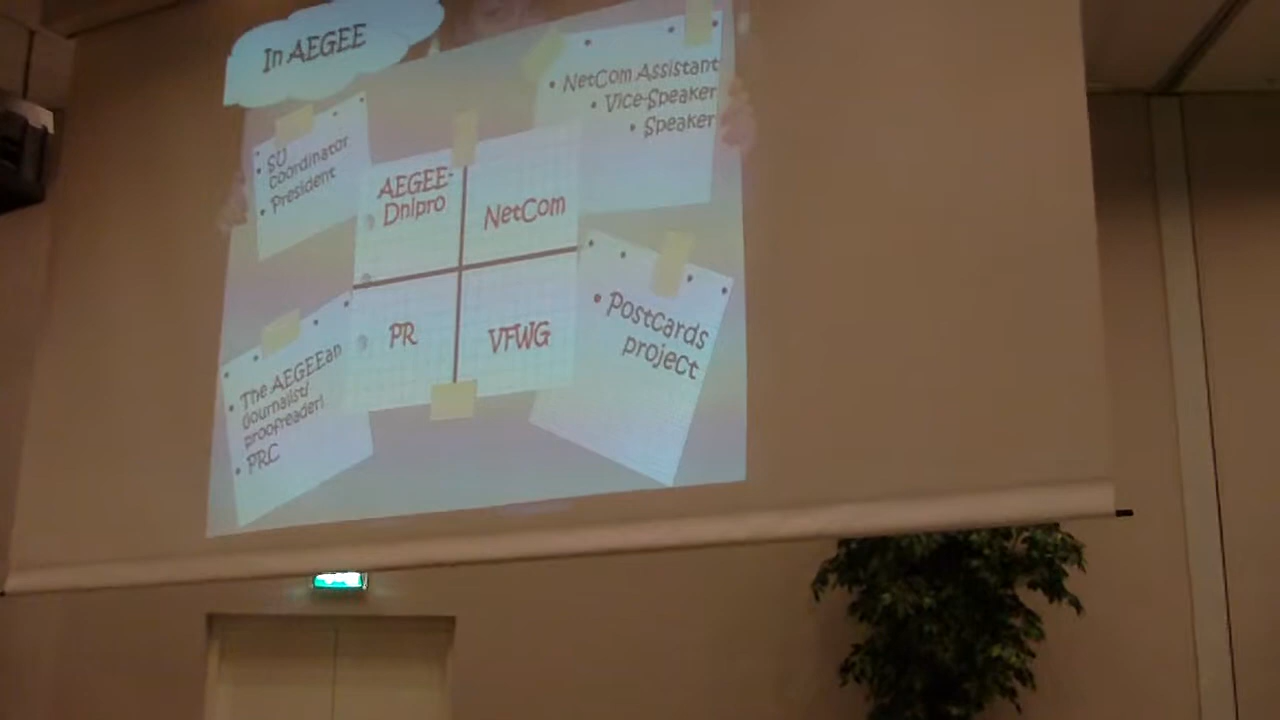 In AEGEE
• SU
Coordinator
• President
AEGEE-
Dnipro
NetCom
PR
VFWG
• NetCom Assistant
• Vice-Speaker
• Speaker
• The AEGEEan
(journalist/
proofreader)
• PRC
• Postcards
project